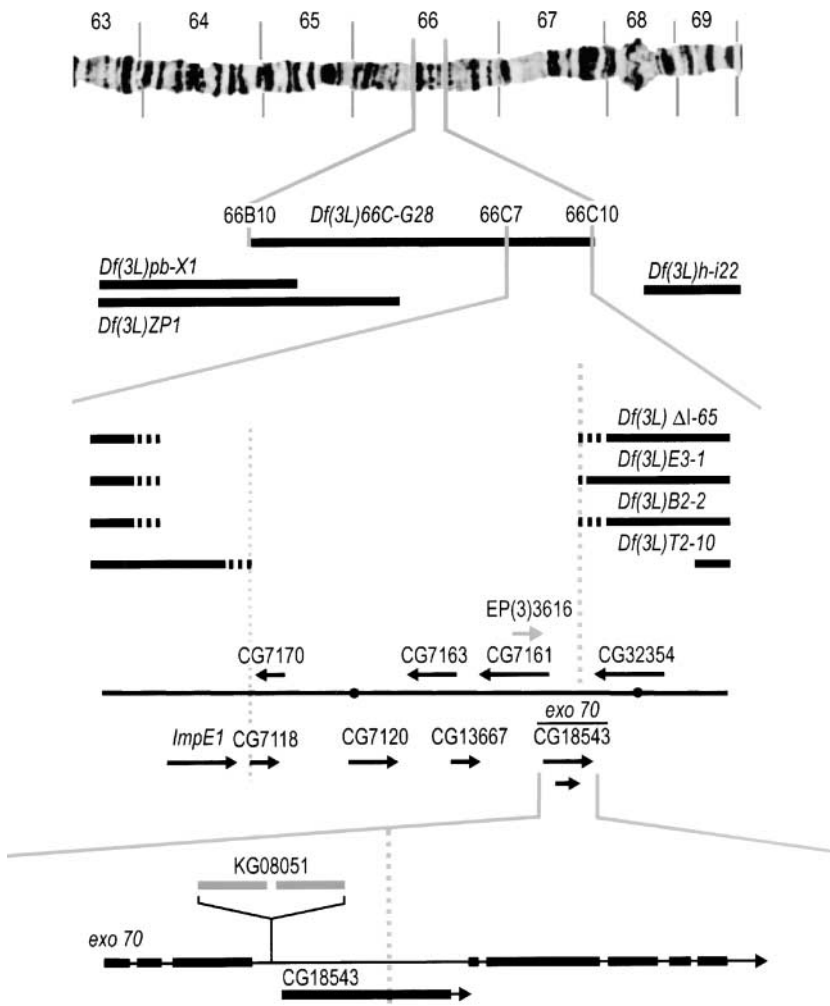 63 64 65 66 67 68 69
66B10 Df(3L)66C-G28 66C7 66C10
Df(3L)pb-X1 Df(3L)h-i22
Df(3L)ZP1
Df(3L) ΔI-65
Df(3L)E3-1
Df(3L)B2-2
Df(3L)T2-10
EP(3)3616
CG7170 CG7163 CG7161 CG32354
exo 70
ImpE1 CG7118 CG7120 CG13667 CG18543
KG08051
exo 70
CG18543